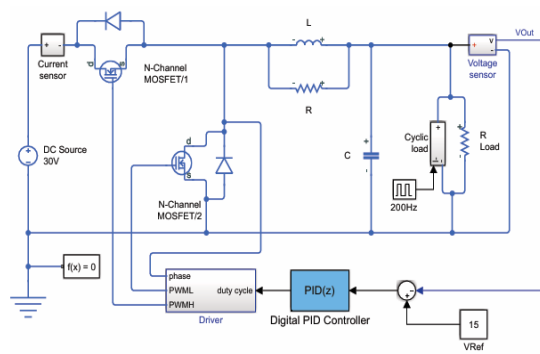 L
VOut
Current
sensor
d
s
N-Channel
MOSFET/1
R
Voltage
sensor
v
DC Source
30V
d
s
N-Channel
MOSFET/2
C
Cyclic
load
R
Load
200Hz
f(x) = 0
phase
PWML
PWMH
duty cycle
Driver
PID(z)
Digital PID Controller
15
VRef